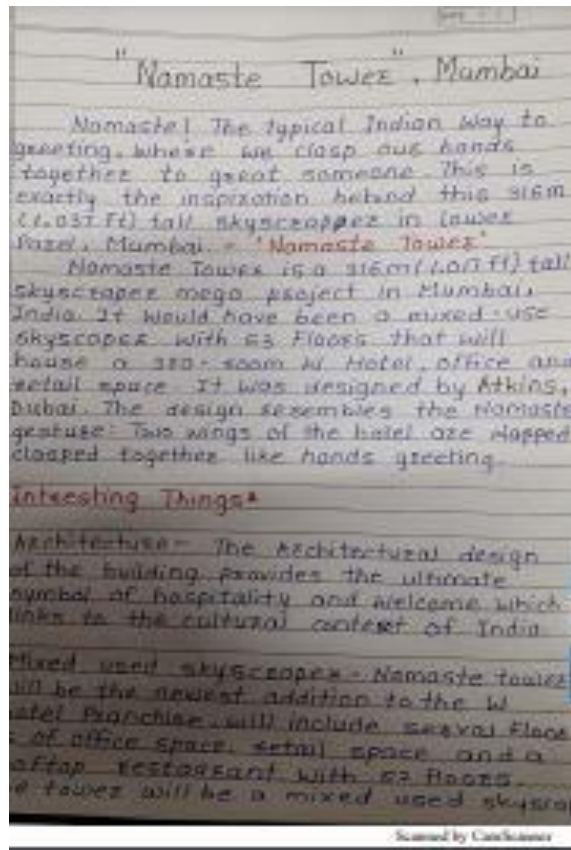 "Namaste Tower", Mumbai
Namaste! The typical Indian way to
greeting, where we clasp our hands
together to great someone. This is
exactly the inspiration behind this 316m
(1,037 ft) tall skyscrapper in Lower
Parel, Mumbai. - 'Namaste Tower'
Namaste Tower is a 316m (1,037 ft) tall
skyscraper mega project in Mumbai,
India. It would have been a mixed-use
skyscraper with 63 floors that will
house a 380-room W Hotel, office and
retail space. It was designed by Atkins,
Dubai. The design resembles the Namaste
gesture: Two wings of the hotel are
clasped together like hands greeting.
Intresting Things*
Architecture - The Architectural design
of the building provides the ultimate
symbol of hospitality and welcome which
links to the cultural context of India
Mixed used skyscraper - Namaste tower
will be the newest addition to the W
Hotel Franchise will include several floor
s of office space, retail space and a
rooftop restaurant with 62 floors.
tower will be a mixed used skyscrap
Scanned by CamScanner